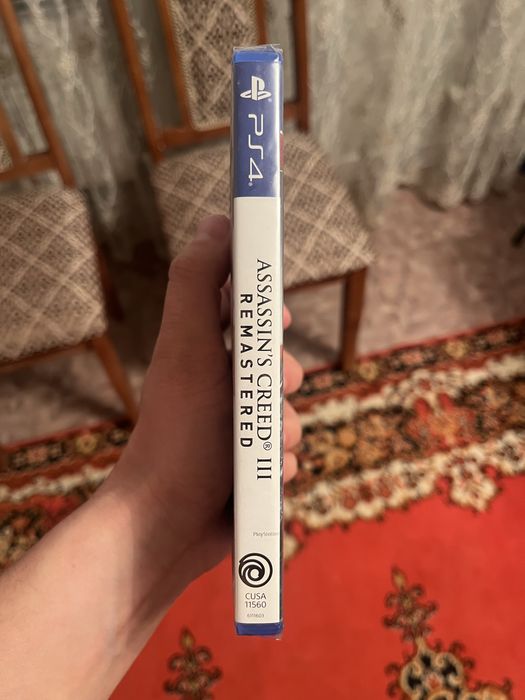 PS4
ASSASSIN'S CREED® III
REMASTERED
PlayStation
CUSA
11560